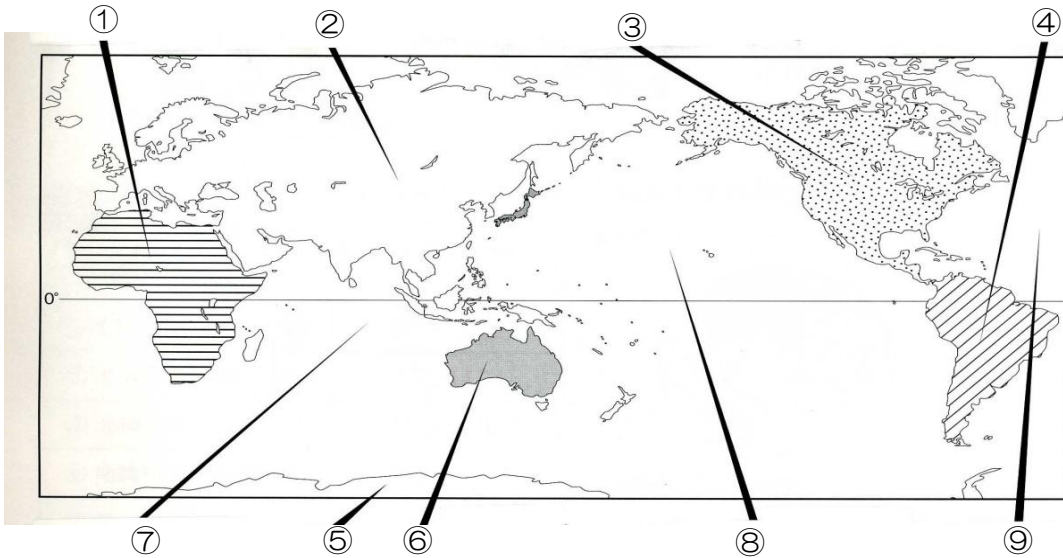 ① ② ③ ④
0°
⑦ ⑤ ⑥ ⑧ ⑨